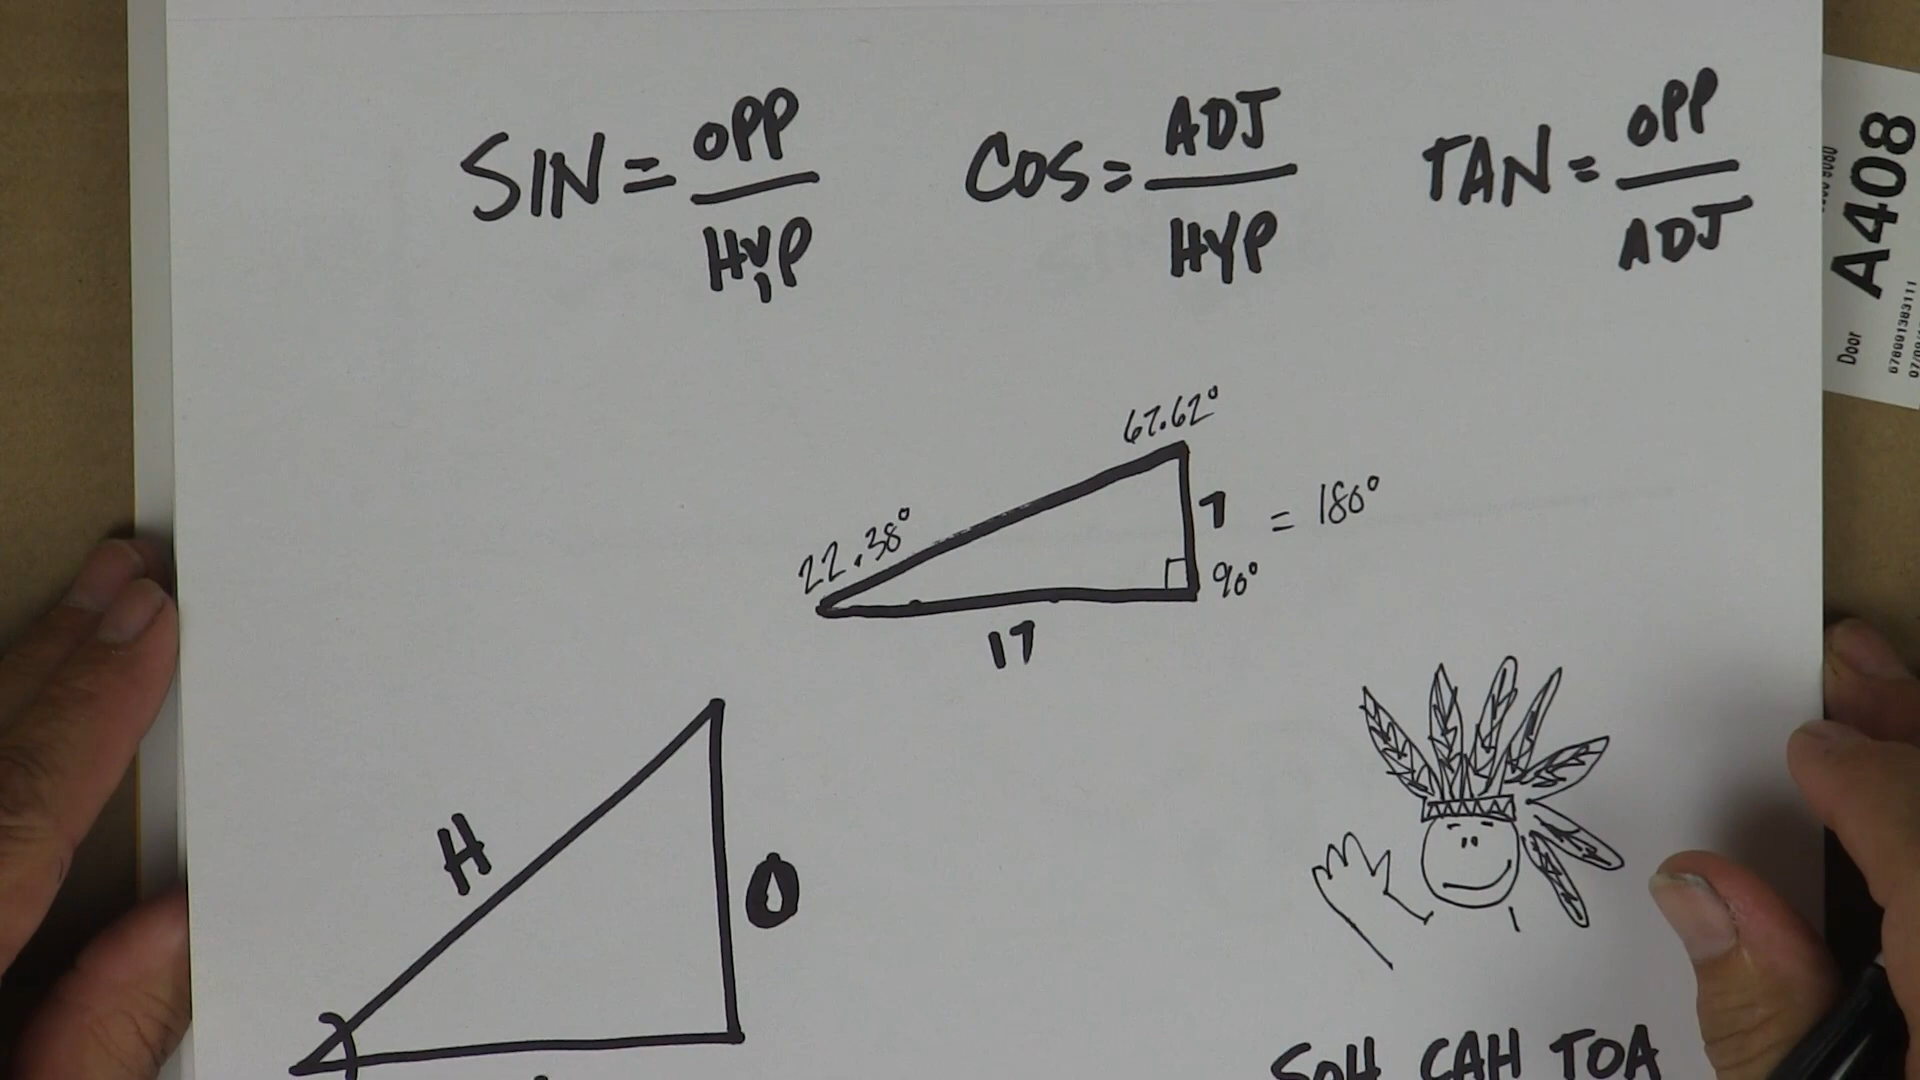 SIN = OPP / HYP
COS = ADJ / HYP
TAN = OPP / ADJ
67.62°
22.38°
7
= 180°
90°
17
H
O
SOH CAH TOA
A408
Door
678091383111